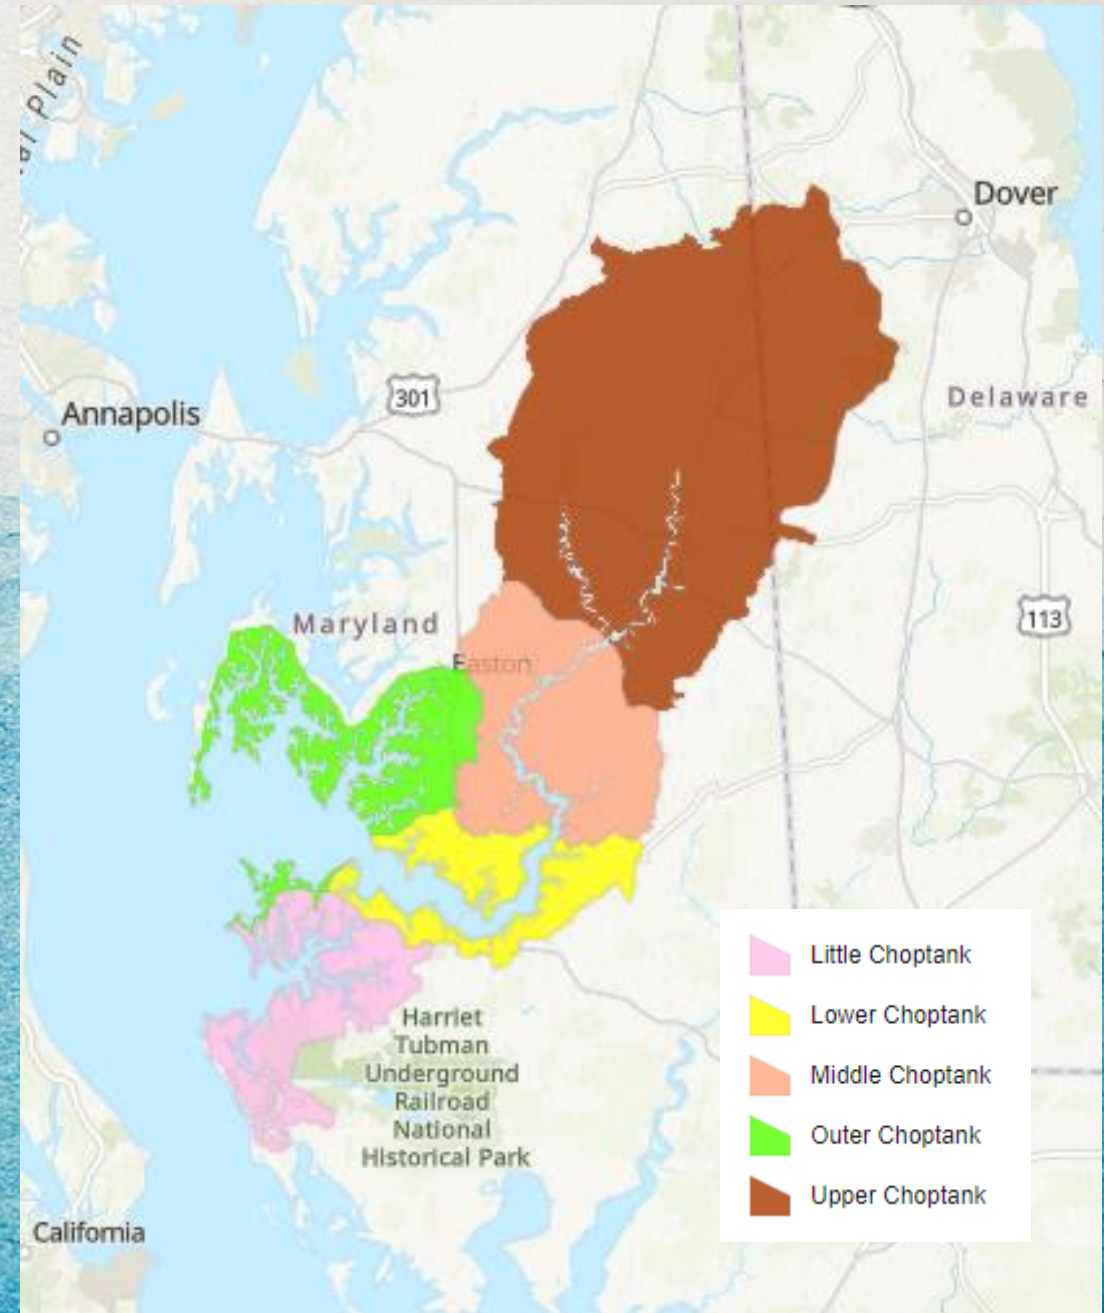 al Plain
Dover
301
Delaware
Annapolis
113
Maryland
Easton
Harriet
Tubman
Underground
Railroad
National
Historical Park
California
Little Choptank
Lower Choptank
Middle Choptank
Outer Choptank
Upper Choptank